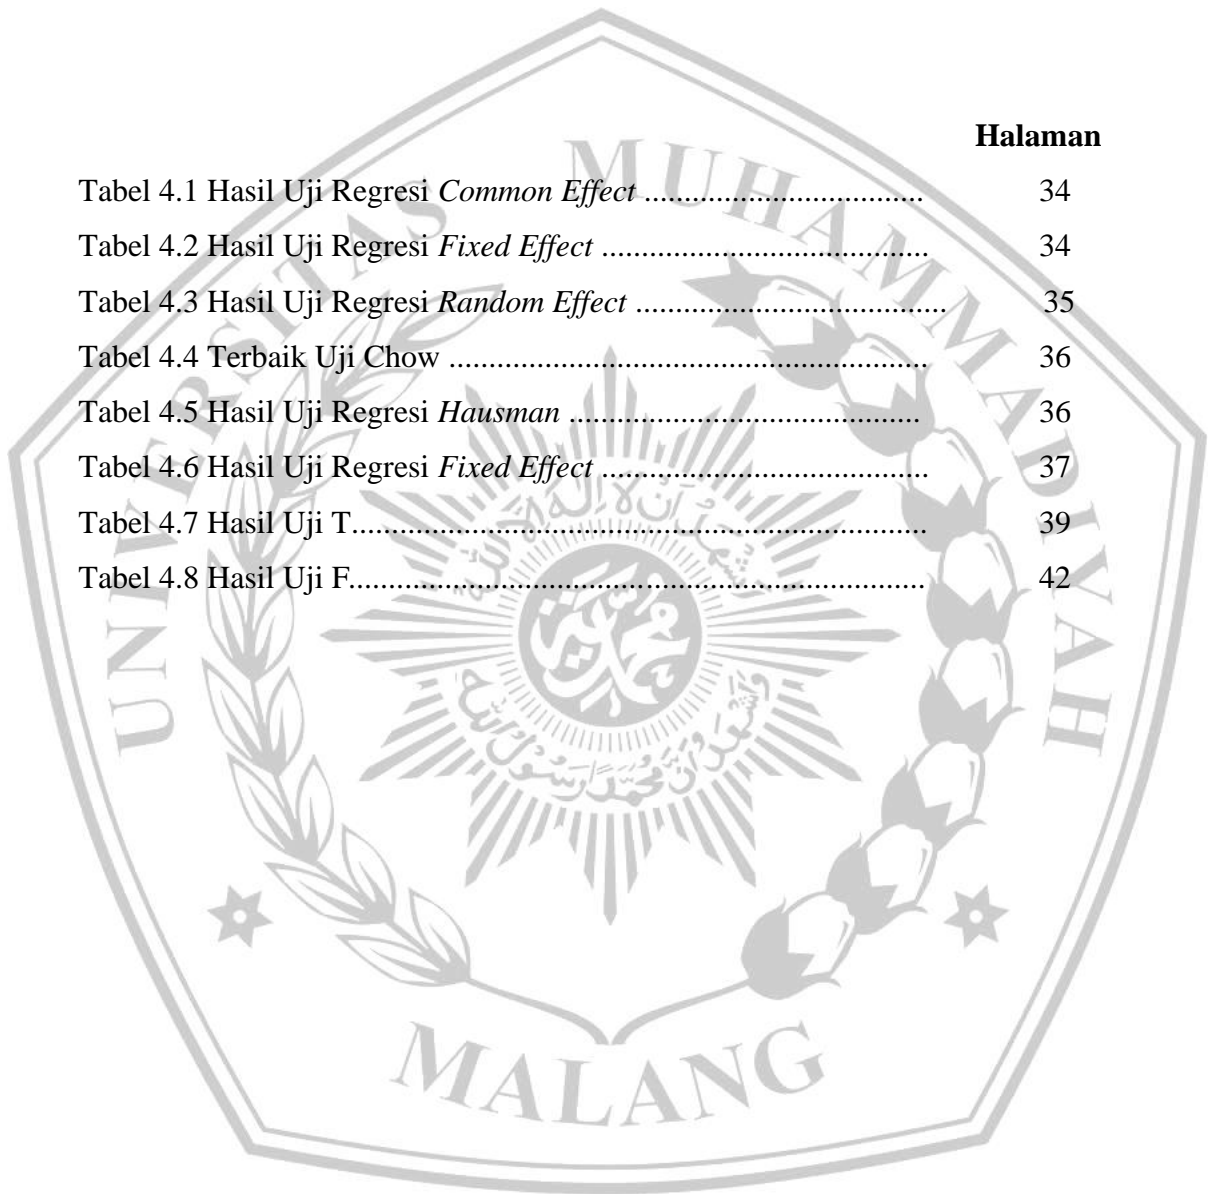 Halaman
Tabel 4.1 Hasil Uji Regresi Common Effect .................................. 34
Tabel 4.2 Hasil Uji Regresi Fixed Effect ........................................ 34
Tabel 4.3 Hasil Uji Regresi Random Effect ...................................... 35
Tabel 4.4 Terbaik Uji Chow .......................................................... 36
Tabel 4.5 Hasil Uji Regresi Hausman ........................................... 36
Tabel 4.6 Hasil Uji Regresi Fixed Effect ........................................ 37
Tabel 4.7 Hasil Uji T...................................................................... 39
Tabel 4.8 Hasil Uji F...................................................................... 42
UNIVERSITAS MUHAMMADIYAH
MALANG